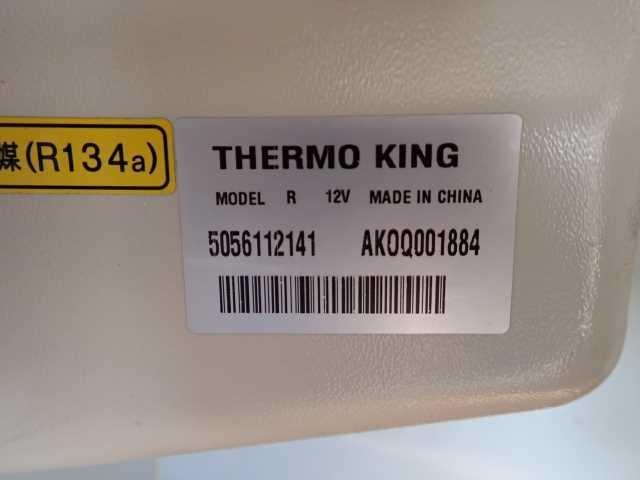 媒(R134a)
THERMO KING
MODEL R 12V MADE IN CHINA
5056112141 AKOQ001884